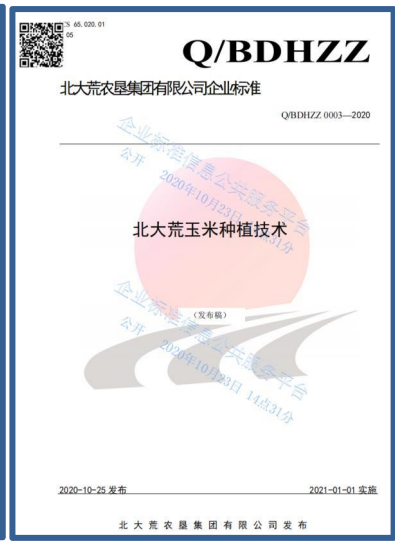 CS 65.020.01
05
Q/BDHZZ
北大荒农垦集团有限公司企业标准
Q/BDHZZ 0003—2020
企业标准信息公共服务平台
公开 2020年10月23日 14点31分
北大荒玉米种植技术
(发布稿)
企业标准信息公共服务平台
公开 2020年10月23日 14点31分
2020-10-25 发布
2021-01-01 实施
北大荒农垦集团有限公司发布